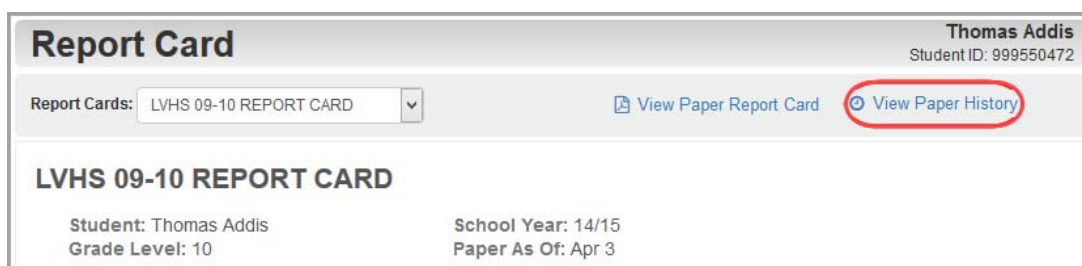 Report Card
Thomas Addis
Student ID: 999550472
Report Cards: LVHS 09-10 REPORT CARD View Paper Report Card View Paper History
LVHS 09-10 REPORT CARD
Student: Thomas Addis School Year: 14/15
Grade Level: 10 Paper As Of: Apr 3